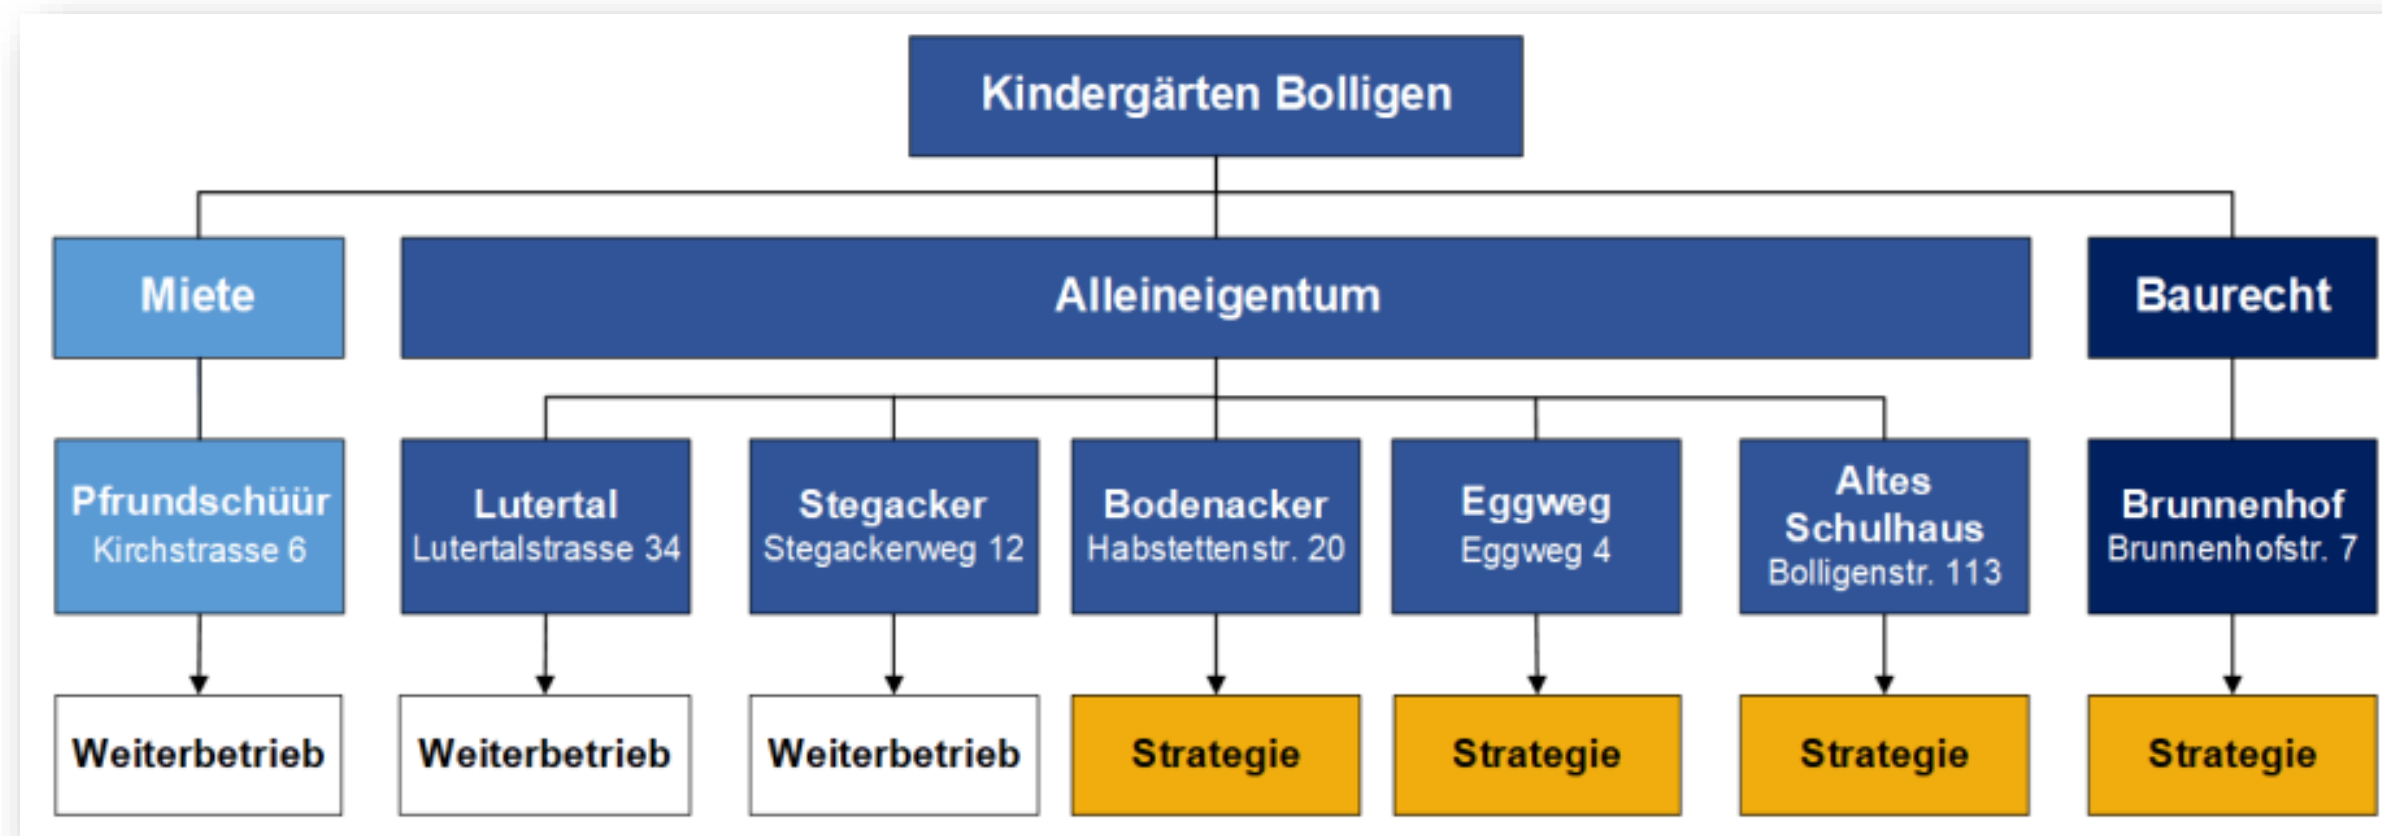 Kindergärten Bolligen
Miete
Alleineigentum
Baurecht
Pfrundschüür
Kirchstrasse 6
Lutertal
Lutertalstrasse 34
Stegacker
Stegackerweg 12
Bodenacker
Habstettenstr. 20
Eggweg
Eggweg 4
Altes
Schulhaus
Bolligenstr. 113
Brunnenhof
Brunnenhofstr. 7
Weiterbetrieb
Weiterbetrieb
Weiterbetrieb
Strategie
Strategie
Strategie
Strategie